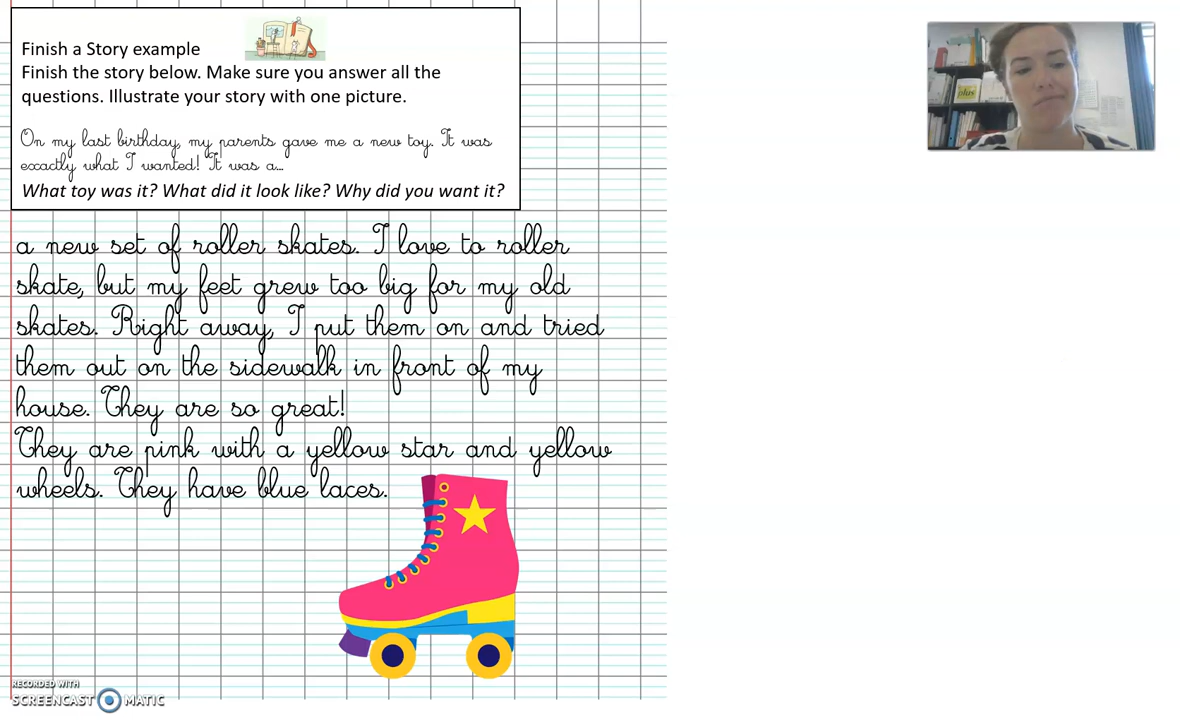 Finish a Story example
Finish the story below. Make sure you answer all the
questions. Illustrate your story with one picture.
On my last birthday, my parents gave me a new toy. It was
exactly what I wanted! It was a...
What toy was it? What did it look like? Why did you want it?
a new set of roller skates. I love to roller
skate, but my feet grew too big for my old
skates. Right away, I put them on and tried
them out on the sidewalk in front of my
house. They are so great!
They are pink with a yellow star and yellow
wheels. They have blue laces.
plus
RECORDED WITH
SCREENCAST MATIC